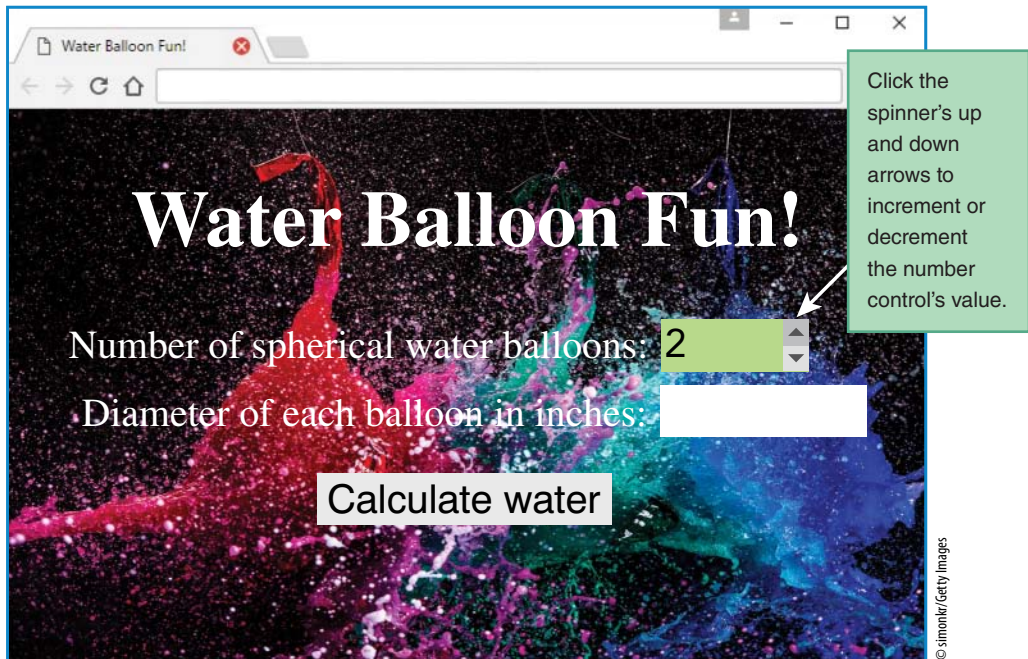 Water Balloon Fun!
Click the
spinner’s up
and down
arrows to
increment or
decrement
the number
control’s value.
Water Balloon Fun!
Number of spherical water balloons: 2
Diameter of each balloon in inches:
Calculate water
© simonkr/Getty Images